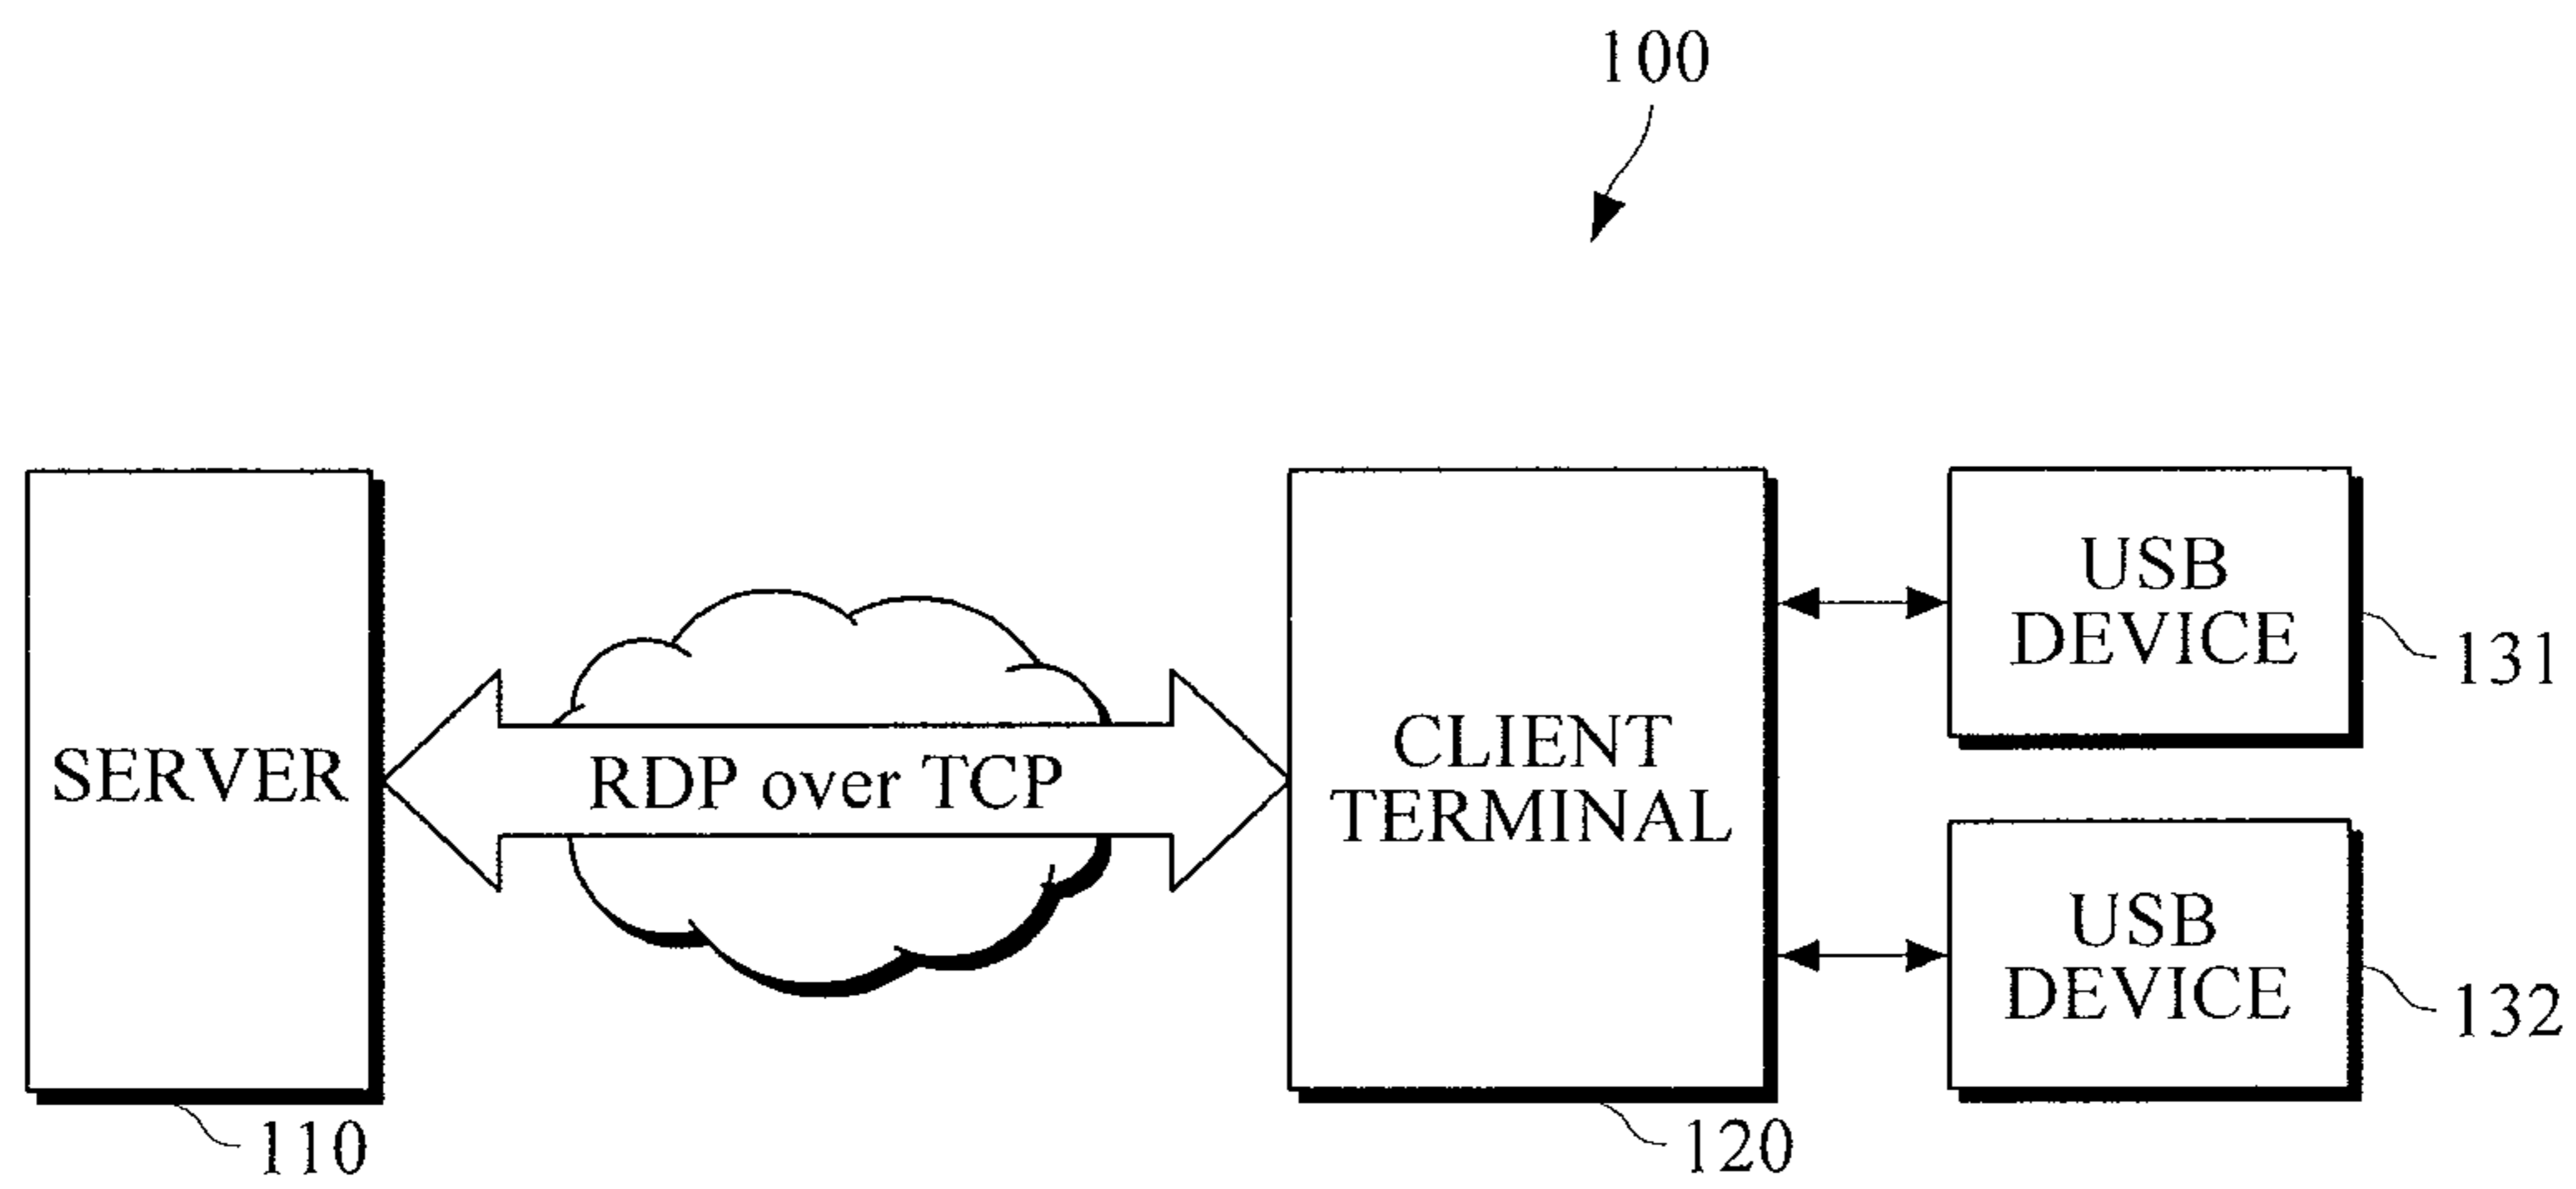 100
SERVER
110
RDP over TCP
CLIENT
TERMINAL
120
USB
DEVICE
131
USB
DEVICE
132